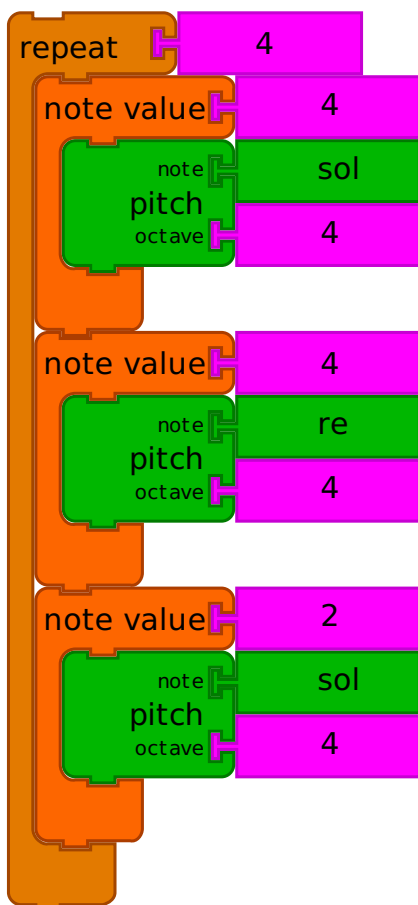 repeat 4
note value 4
note sol
pitch
octave 4
note value 4
note re
pitch
octave 4
note value 2
note sol
pitch
octave 4